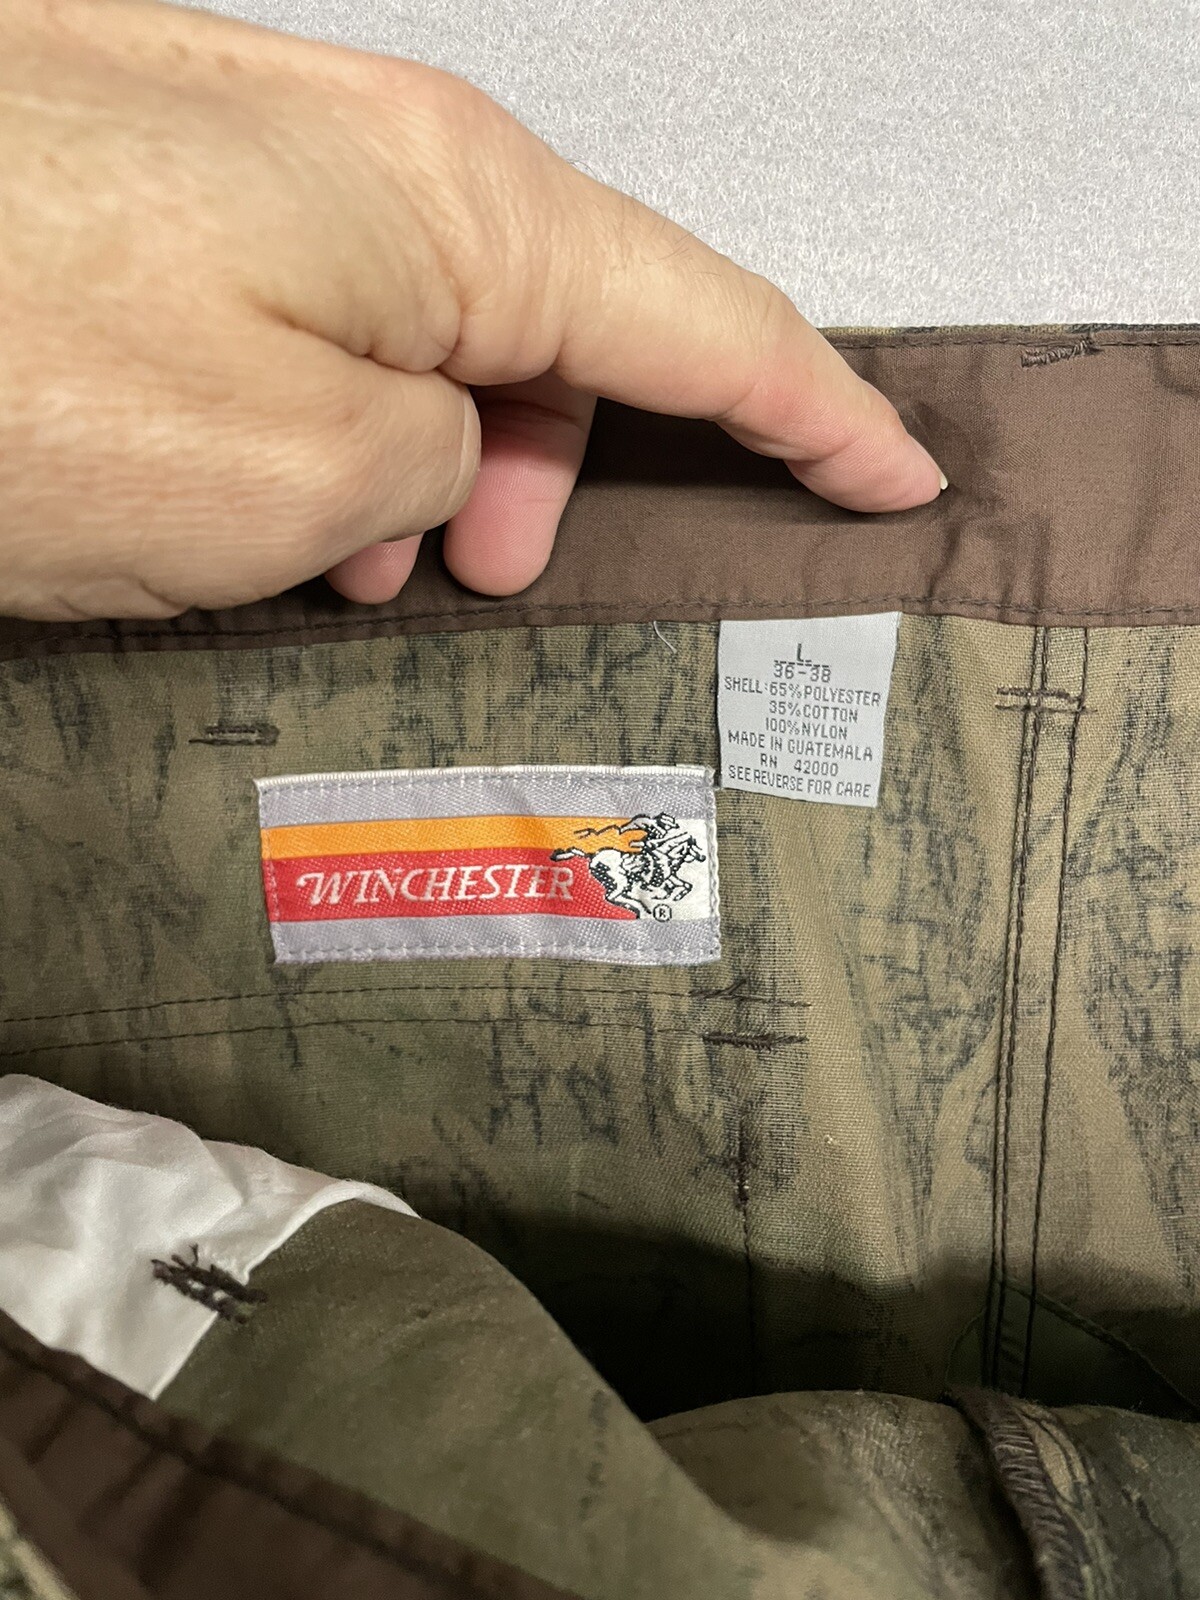 L
36-38
SHELL:65%POLYESTER
35%COTTON
100%NYLON
MADE IN GUATEMALA
RN 42000
SEE REVERSE FOR CARE
WINCHESTER
®